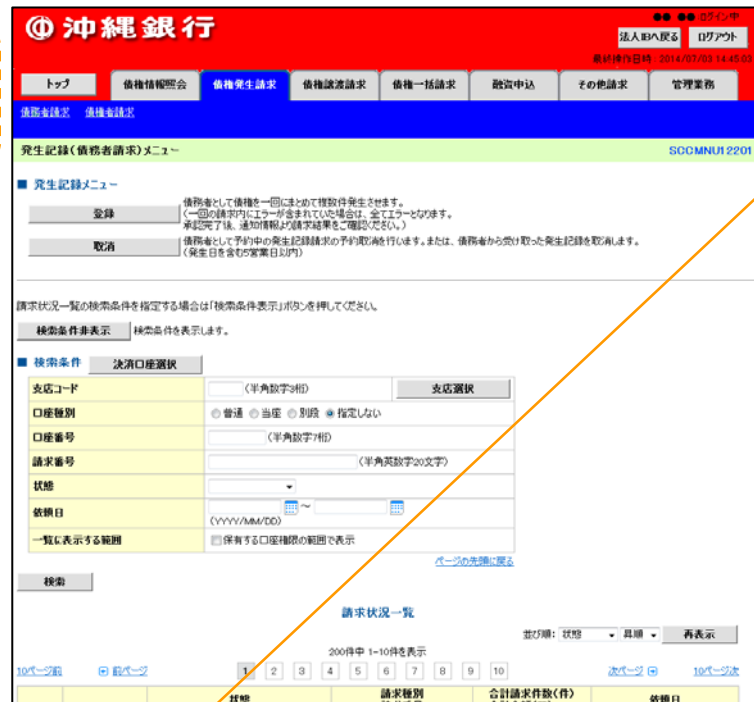 沖縄銀行
●● ●●:ログイン中
法人IBへ戻る ログアウト
最終操作日時:2014/07/03 14:45:03
トップ 債権情報照会 債権発生請求 債権譲渡請求 債権一括請求 融資申込 その他請求 管理業務
債務者請求 債権者請求
発生記録(債務者請求)メニュー SCCMNU12201
■ 発生記録メニュー
登録 債務者として債権を一回にまとめて複数件発生させます。
(一回の請求内にエラーが含まれていた場合は、全てエラーとなります。
承認完了後、通知情報より請求結果をご確認ください。)
取消 債務者として予約中の発生記録請求の予約取消を行います。または、債務者から受け取った発生記録を取消します。
(発生日を含む5営業日以内)
請求状況一覧の検索条件を指定する場合は「検索条件表示」ボタンを押してください。
検索条件非表示 検索条件を表示します。
■ 検索条件 決済口座選択
支店コード (半角数字3桁) 支店選択
口座種別 普通 当座 別段 指定しない
口座番号 (半角数字7桁)
請求番号 (半角英数字20文字)
状態
依頼日 ～
(YYYY/MM/DD)
一覧に表示する範囲 保有する口座権限の範囲で表示
ページの先頭に戻る
検索
請求状況一覧
並び順: 状態 昇順 再表示
200件中 1-10件を表示
10ページ前 前ページ 1 2 3 4 5 6 7 8 9 10 次ページ 10ページ次
状態 請求種別 合計請求件数(件) 依頼日